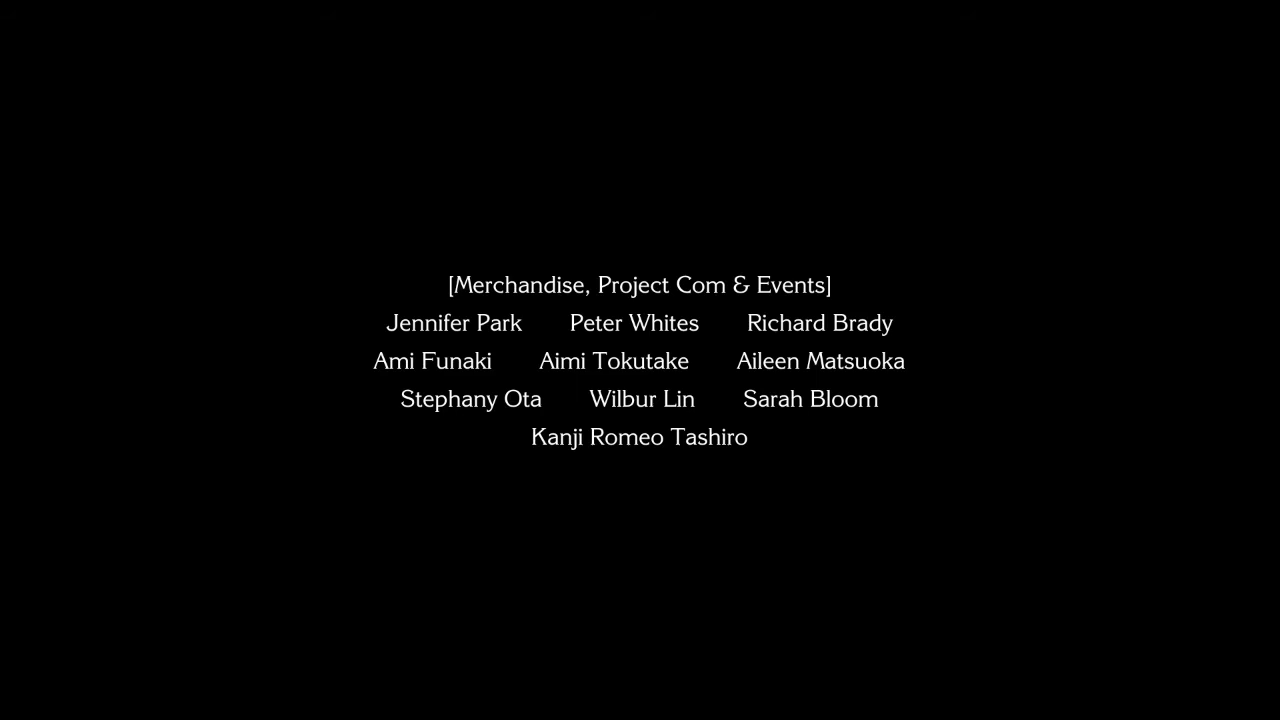 [Merchandise, Project Com & Events]
Jennifer Park Peter Whites Richard Brady
Ami Funaki Aimi Tokutake Aileen Matsuoka
Stephany Ota Wilbur Lin Sarah Bloom
Kanji Romeo Tashiro